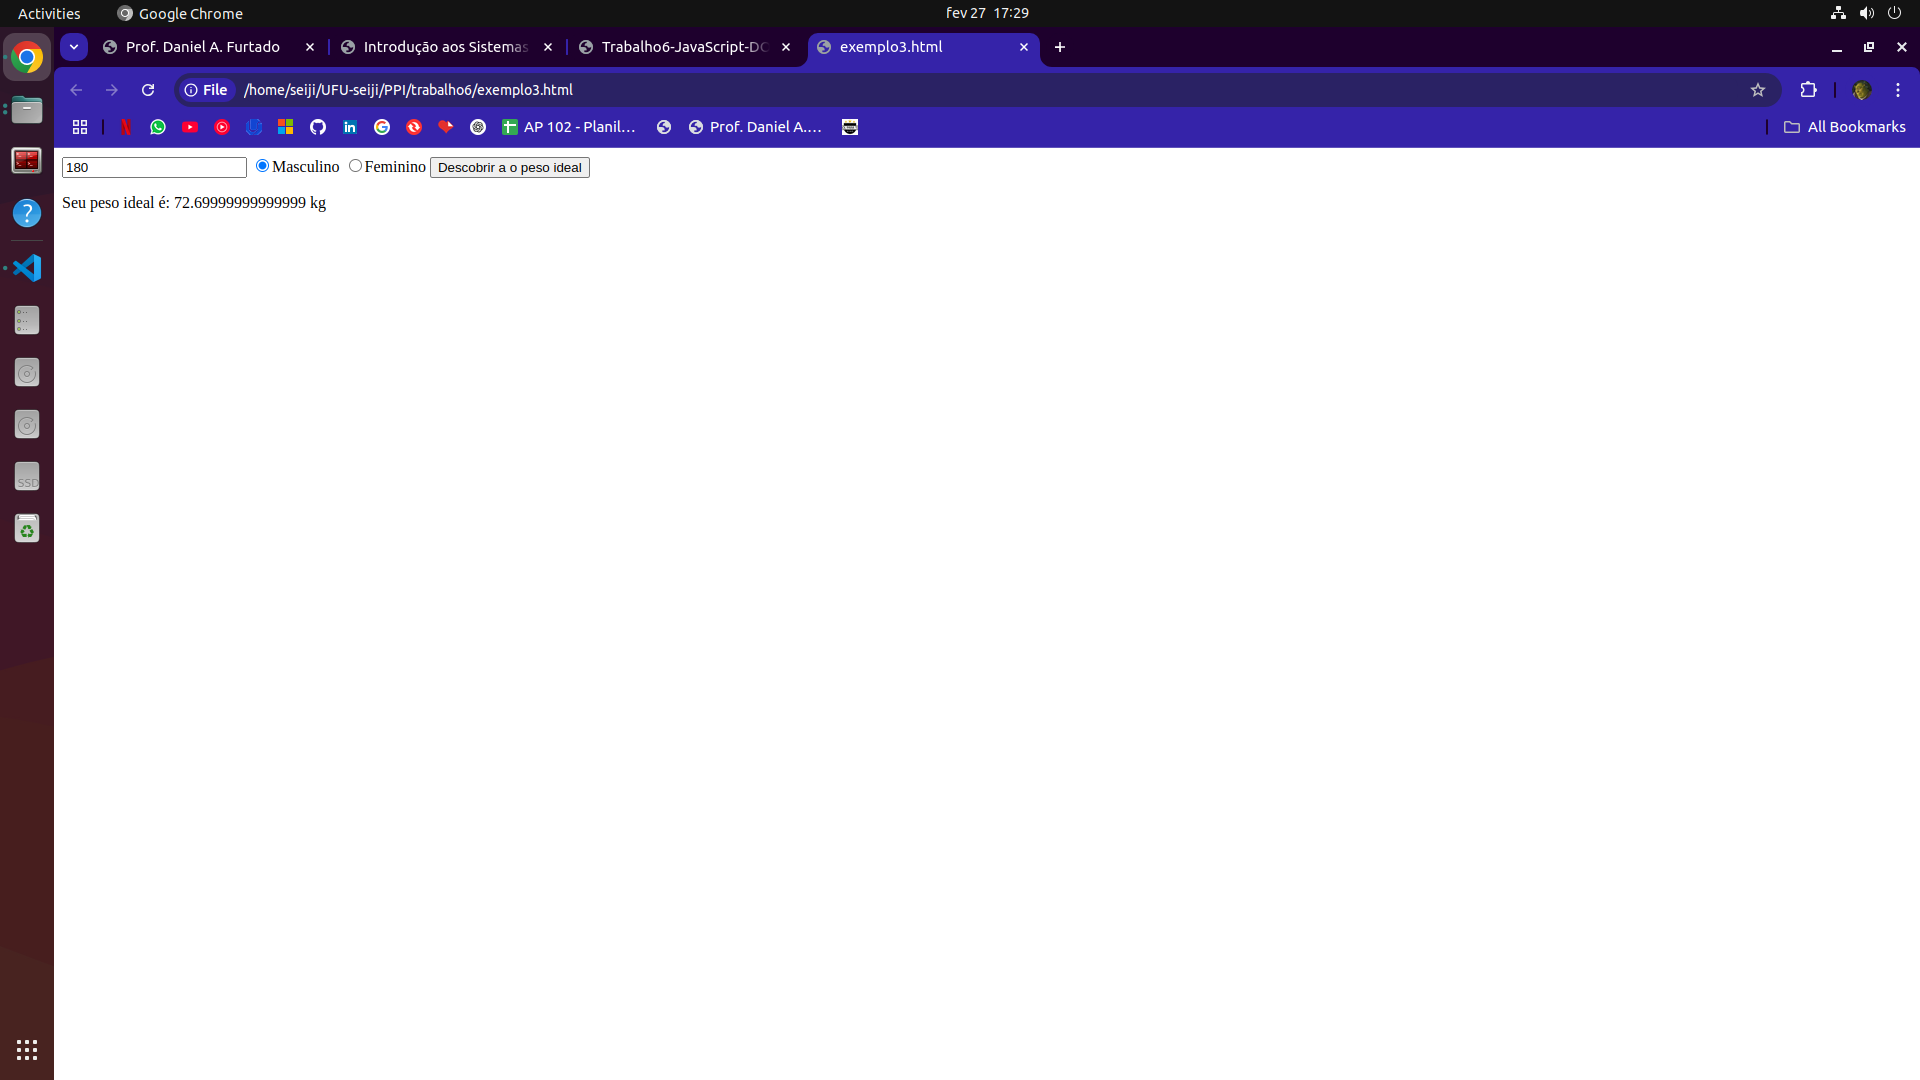 Activities Google Chrome fev 27 17:29
Prof. Daniel A. Furtado Introdução aos Sistemas Trabalho6-JavaScript-DO exemplo3.html
File /home/seiji/UFU-seiji/PPI/trabalho6/exemplo3.html
AP 102 - Planil... Prof. Daniel A.... All Bookmarks
180 Masculino Feminino Descobrir a o peso ideal
Seu peso ideal é: 72.69999999999999 kg
SSD